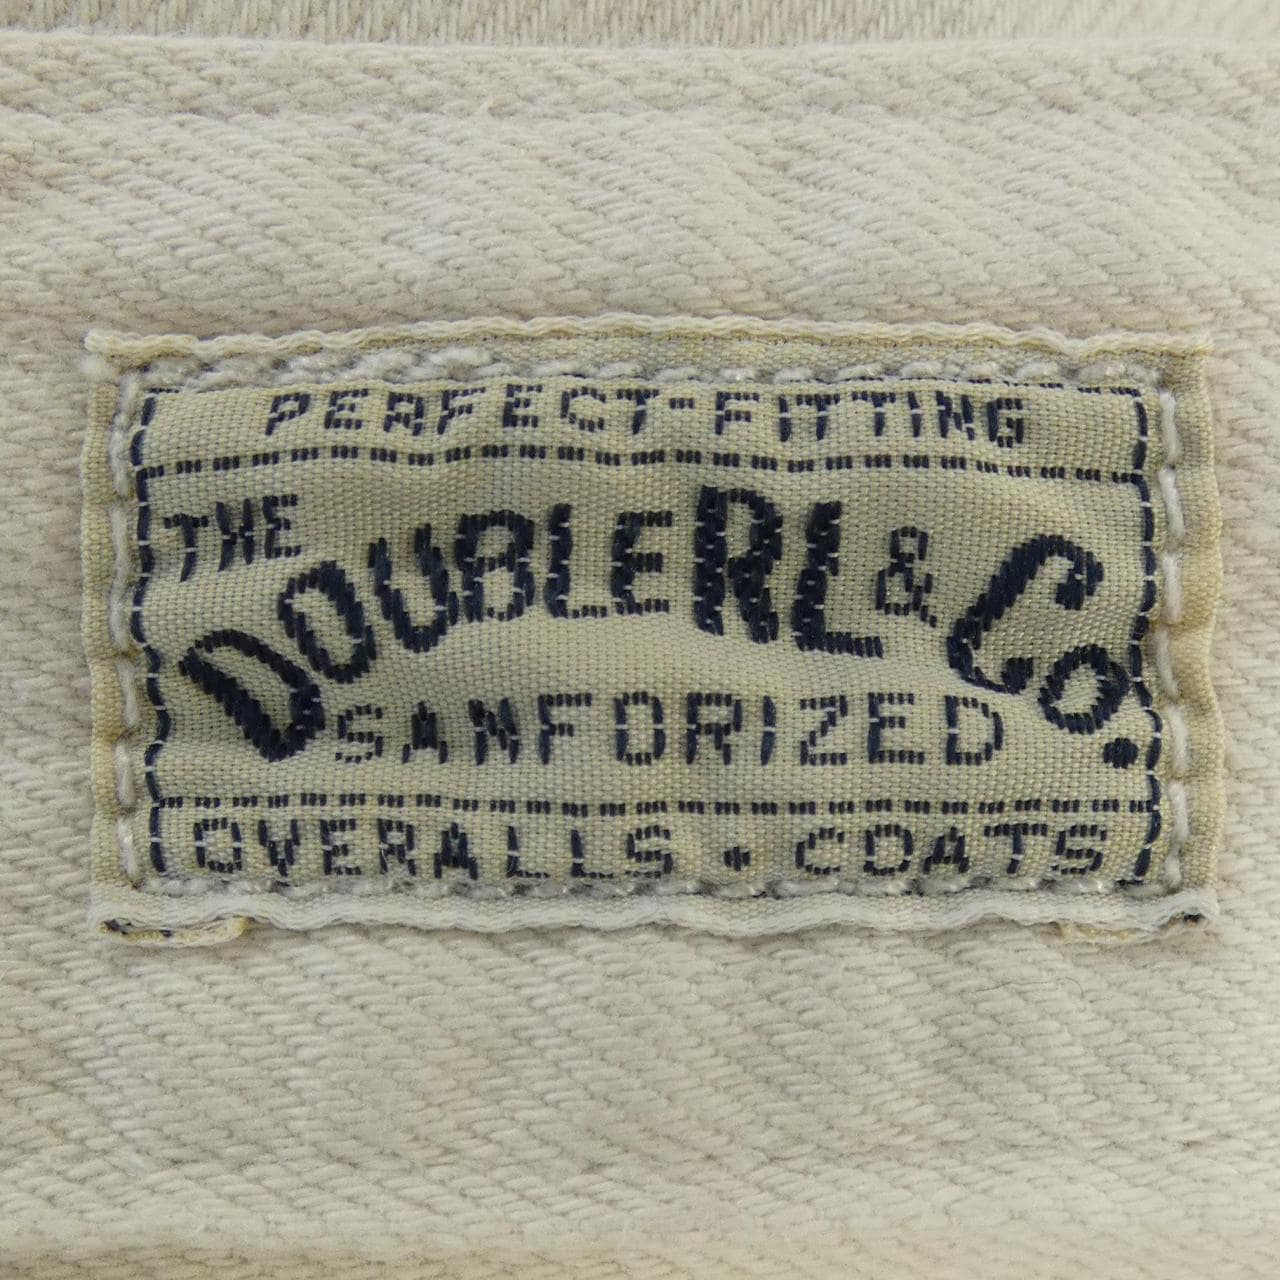 PERFECT-FITTING
THE
DOUBLERL & CO.
SANFORIZED
OVERALLS • COATS